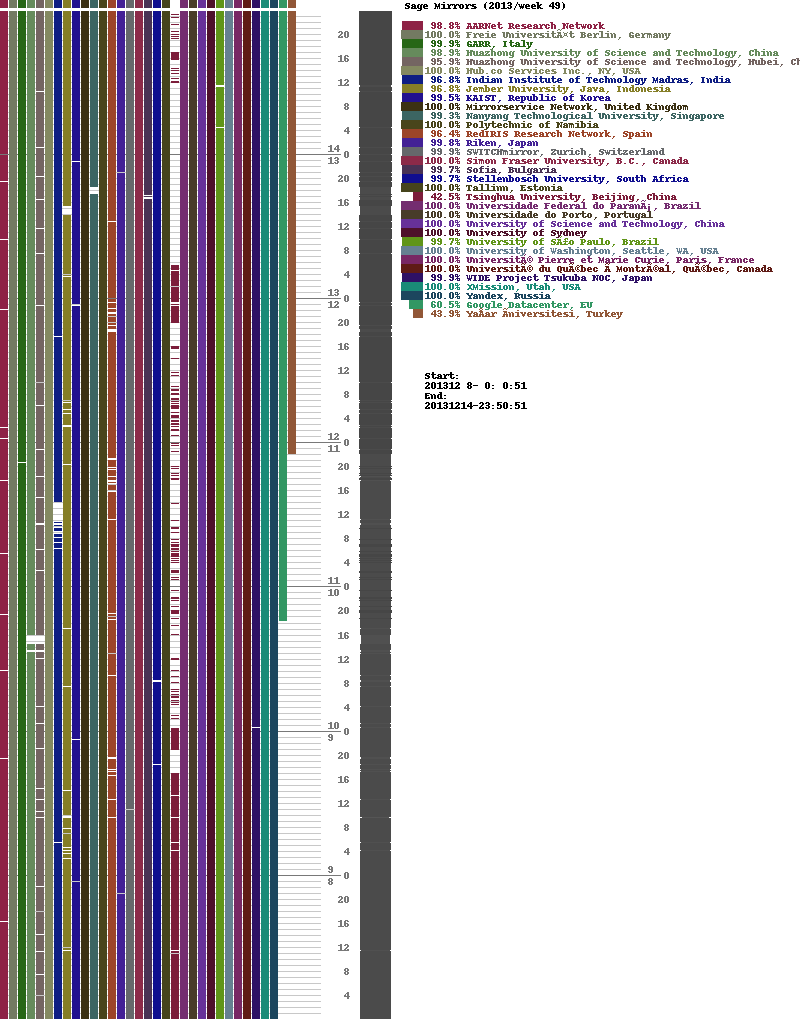 Sage Mirrors (2013/week 49)
98.8% AARNet Research Network
100.0% Freie UniversitÃ¤t Berlin, Germany
99.9% GARR, Italy
98.9% Huazhong University of Science and Technology, China
95.9% Huazhong University of Science and Technology, Hubei, Ch
100.0% Hub.co Services Inc., NY, USA
96.8% Indian Institute of Technology Madras, India
96.8% Jember University, Java, Indonesia
99.5% KAIST, Republic of Korea
100.0% Mirrorservice Network, United Kingdom
99.3% Nanyang Technological University, Singapore
100.0% Polytechnic of Namibia
96.4% RedIRIS Research Network, Spain
99.8% Riken, Japan
99.9% SWITCHmirror, Zurich, Switzerland
100.0% Simon Fraser University, B.C., Canada
99.7% Sofia, Bulgaria
99.7% Stellenbosch University, South Africa
100.0% Tallinn, Estonia
42.5% Tsinghua University, Beijing, China
100.0% Universidade Federal do ParanÃ¡, Brazil
100.0% Universidade do Porto, Portugal
100.0% University of Science and Technology, China
100.0% University of Sydney
99.7% University of SÃ£o Paulo, Brazil
100.0% University of Washington, Seattle, WA, USA
100.0% UniversitÃ© Pierre et Marie Curie, Paris, France
100.0% UniversitÃ© du QuÃ©bec A MontrÃ©al, QuÃ©bec, Canada
99.9% WIDE Project Tsukuba NOC, Japan
100.0% XMission, Utah, USA
100.0% Yandex, Russia
60.5% Google Datacenter, EU
43.9% YaÅar Ãniversitesi, Turkey
Start:
201312 8- 0: 0:51
End:
20131214-23:50:51
20
16
12
8
4
14
0
13
20
16
12
8
4
13
0
12
20
16
12
8
4
12
0
11
20
16
12
8
4
11
0
10
20
16
12
8
4
10
0
9
20
16
12
8
4
9
0
8
20
16
12
8
4